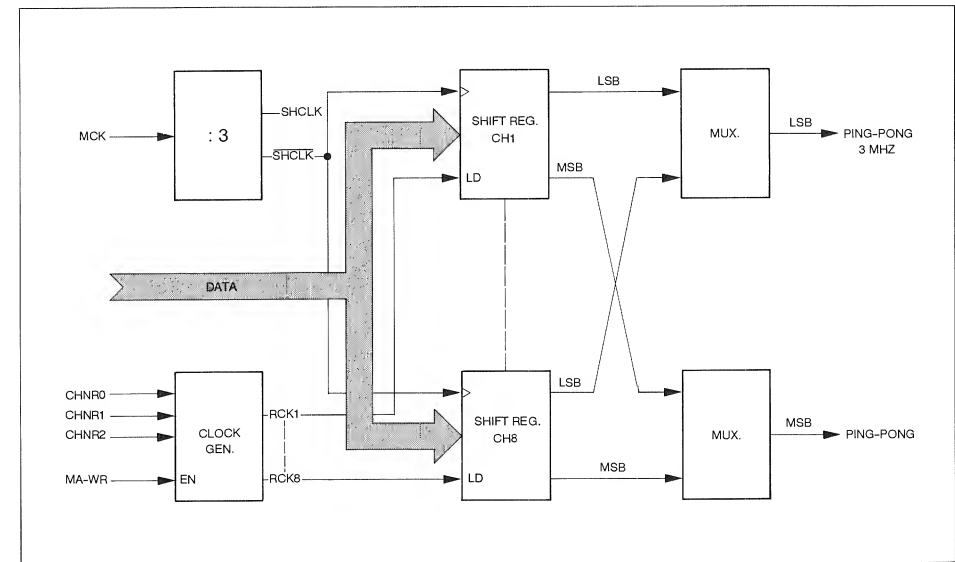 MCK
: 3
SHCLK
SHCLK
SHIFT REG.
CH1
LD
LSB
MSB
MUX.
LSB
PING-PONG
3 MHZ
DATA
CHNR0
CHNR1
CHNR2
MA-WR
EN
CLOCK
GEN.
RCK1
RCK8
SHIFT REG.
CH8
LD
LSB
MSB
MUX.
MSB
PING-PONG